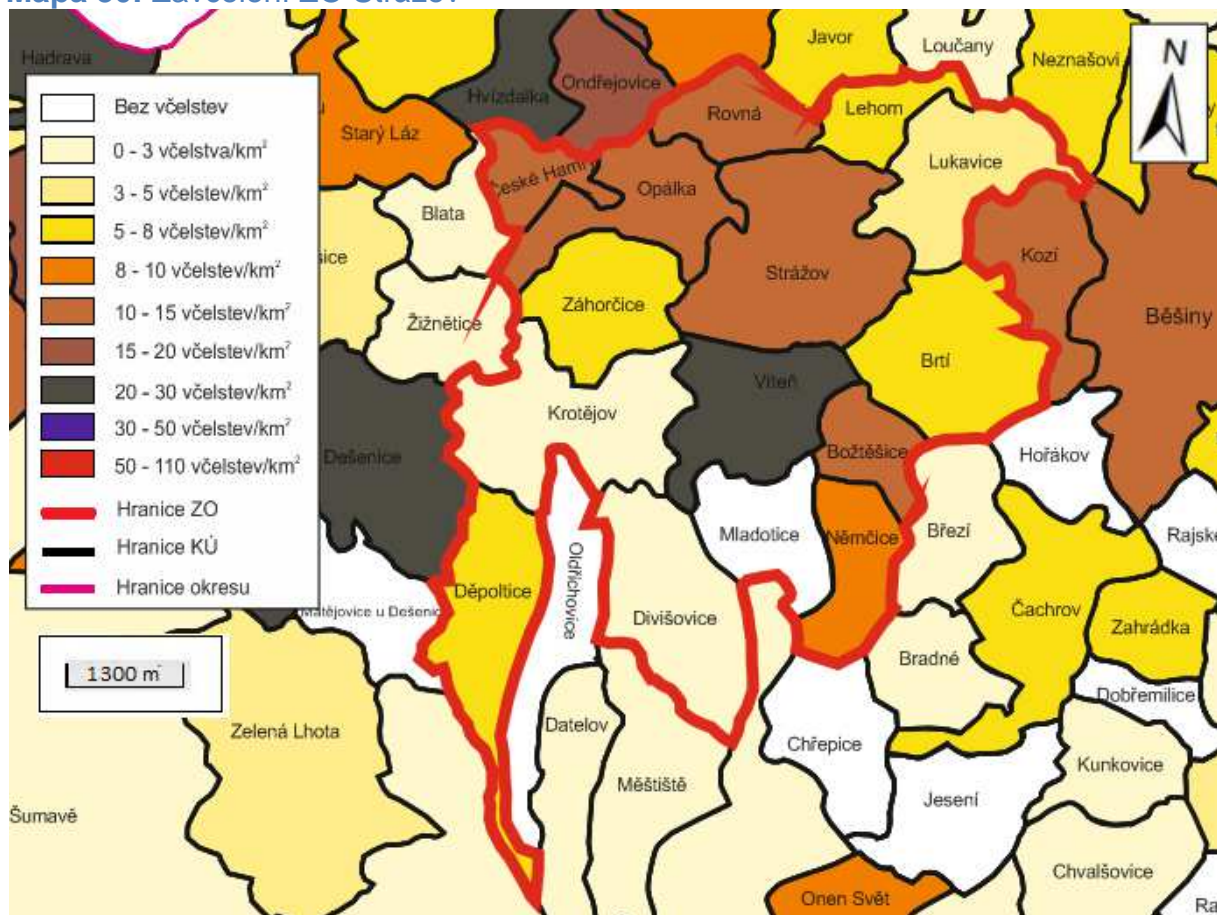 Hadrava
Bez včelstev
0 - 3 včelstva/km²
3 - 5 včelstev/km²
5 - 8 včelstev/km²
8 - 10 včelstev/km²
10 - 15 včelstev/km²
15 - 20 včelstev/km²
20 - 30 včelstev/km²
30 - 50 včelstev/km²
50 - 110 včelstev/km²
Hranice ZO
Hranice KÚ
Hranice okresu
1300 m
N
Javor
Loučany
Neznašovi
Hvízdalka
Ondřejovice
Rovná
Lehom
Starý Láz
České Hamry
Opálka
Lukavice
Blata
Strážov
Kozí
Žižnětice
Záhorčice
Běšiny
Brtí
Viteň
Krotějov
Dešenice
Božtěšice
Hořákov
Mladotice
Němčice
Březí
Rajske
Oldřichovice
Děpoltice
Matějovice u Dešenic
Divišovice
Čachrov
Zahrádka
Bradné
Dobřemilice
Zelená Lhota
Datelov
Chřepice
Kunkovice
Měštiště
Jesení
Šumavě
Chvalšovice
Onen Svět
Ra